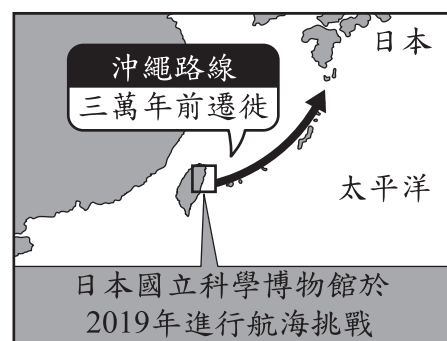 日本
沖繩路線
三萬年前遷徙
太平洋
日本國立科學博物館於
2019年進行航海挑戰